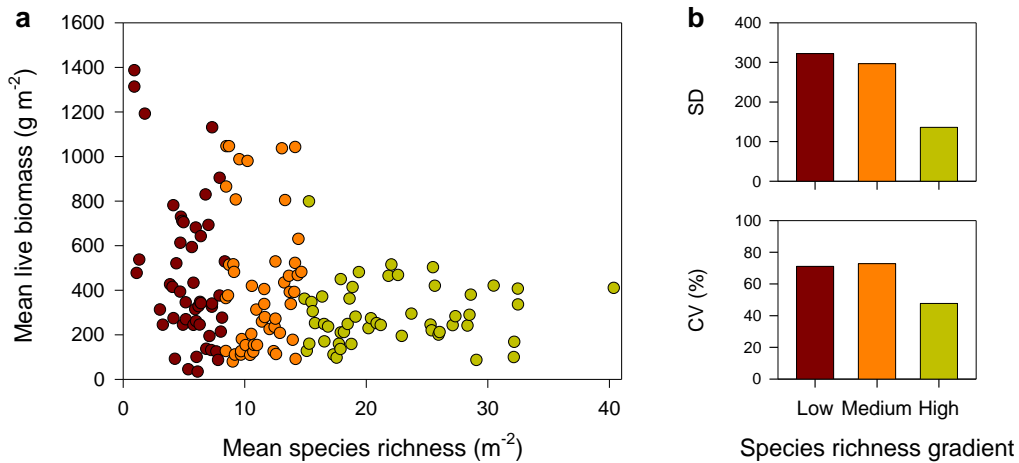 a
Mean live biomass (g m-2)
1600
1400
1200
1000
800
600
400
200
0
0 10 20 30 40
Mean species richness (m-2)
b
SD
400
300
200
100
0
CV (%)
100
80
60
40
20
0
Low Medium High
Species richness gradient